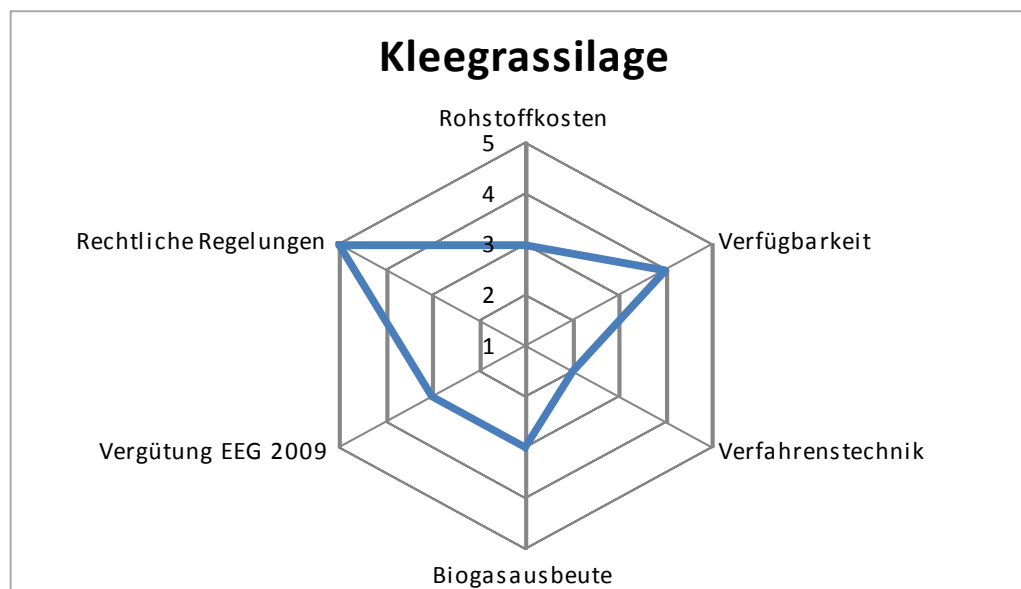 Kleegrassilage
Rohstoffkosten
5
4
Rechtliche Regelungen
3
Verfügbarkeit
2
1
Vergütung EEG 2009
Verfahrenstechnik
Biogasausbeute